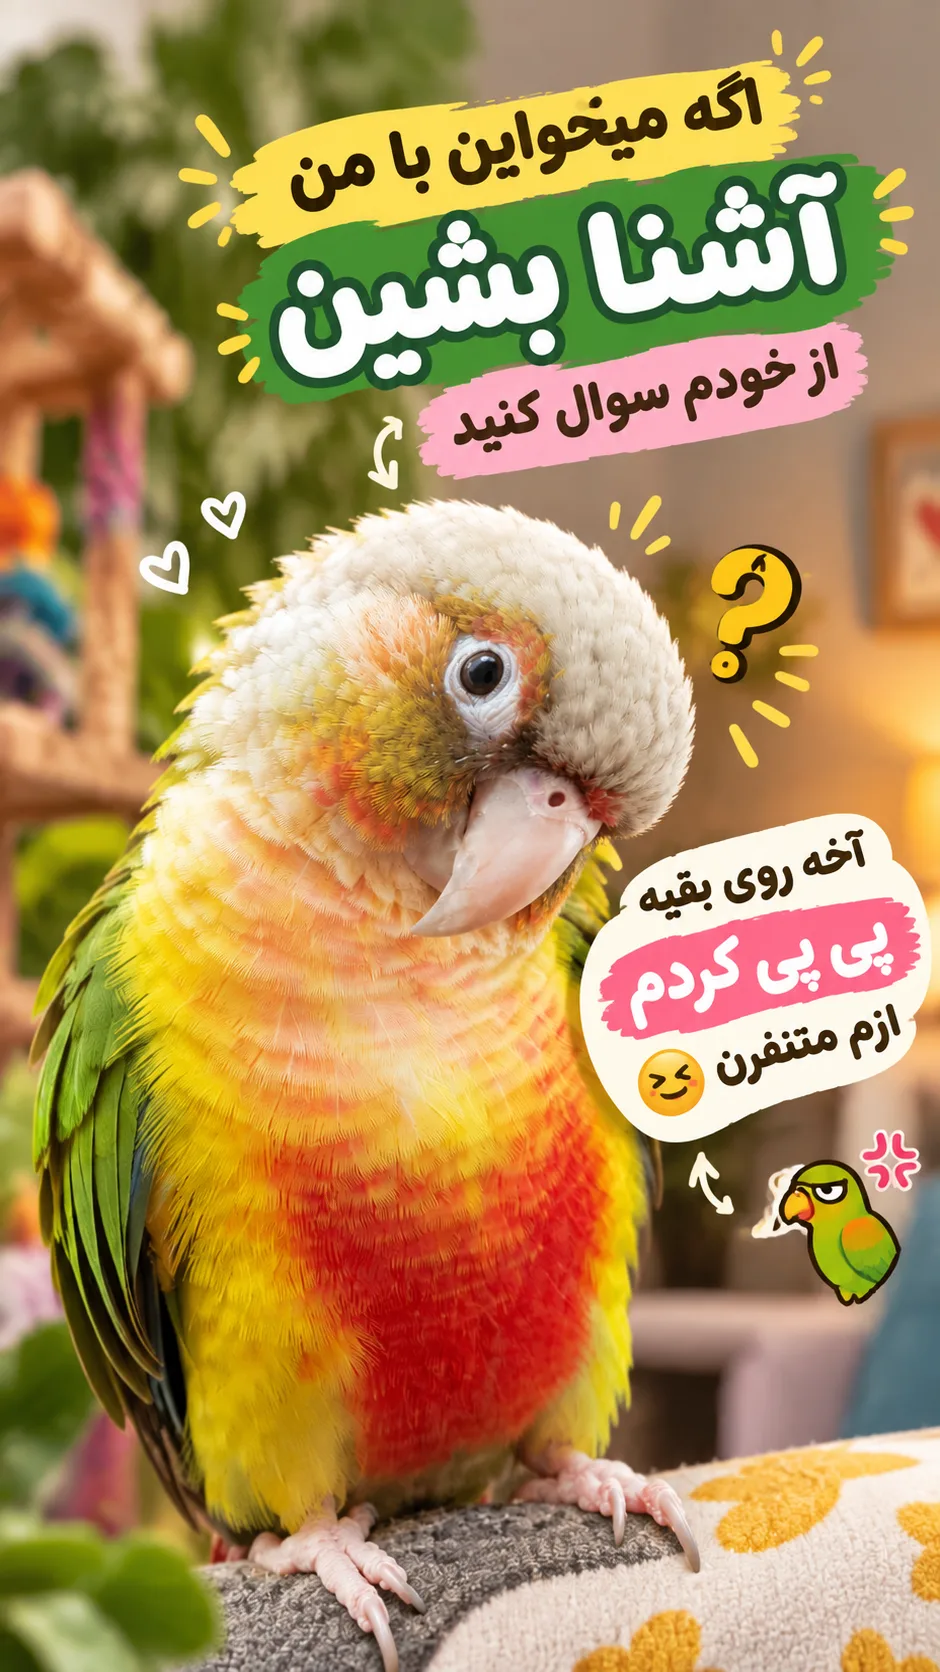 اگه میخواین با من
آشنا بشین
از خودم سوال کنید
?
آخه روی بقیه
پی پی کردم
ازم متنفرن 😆